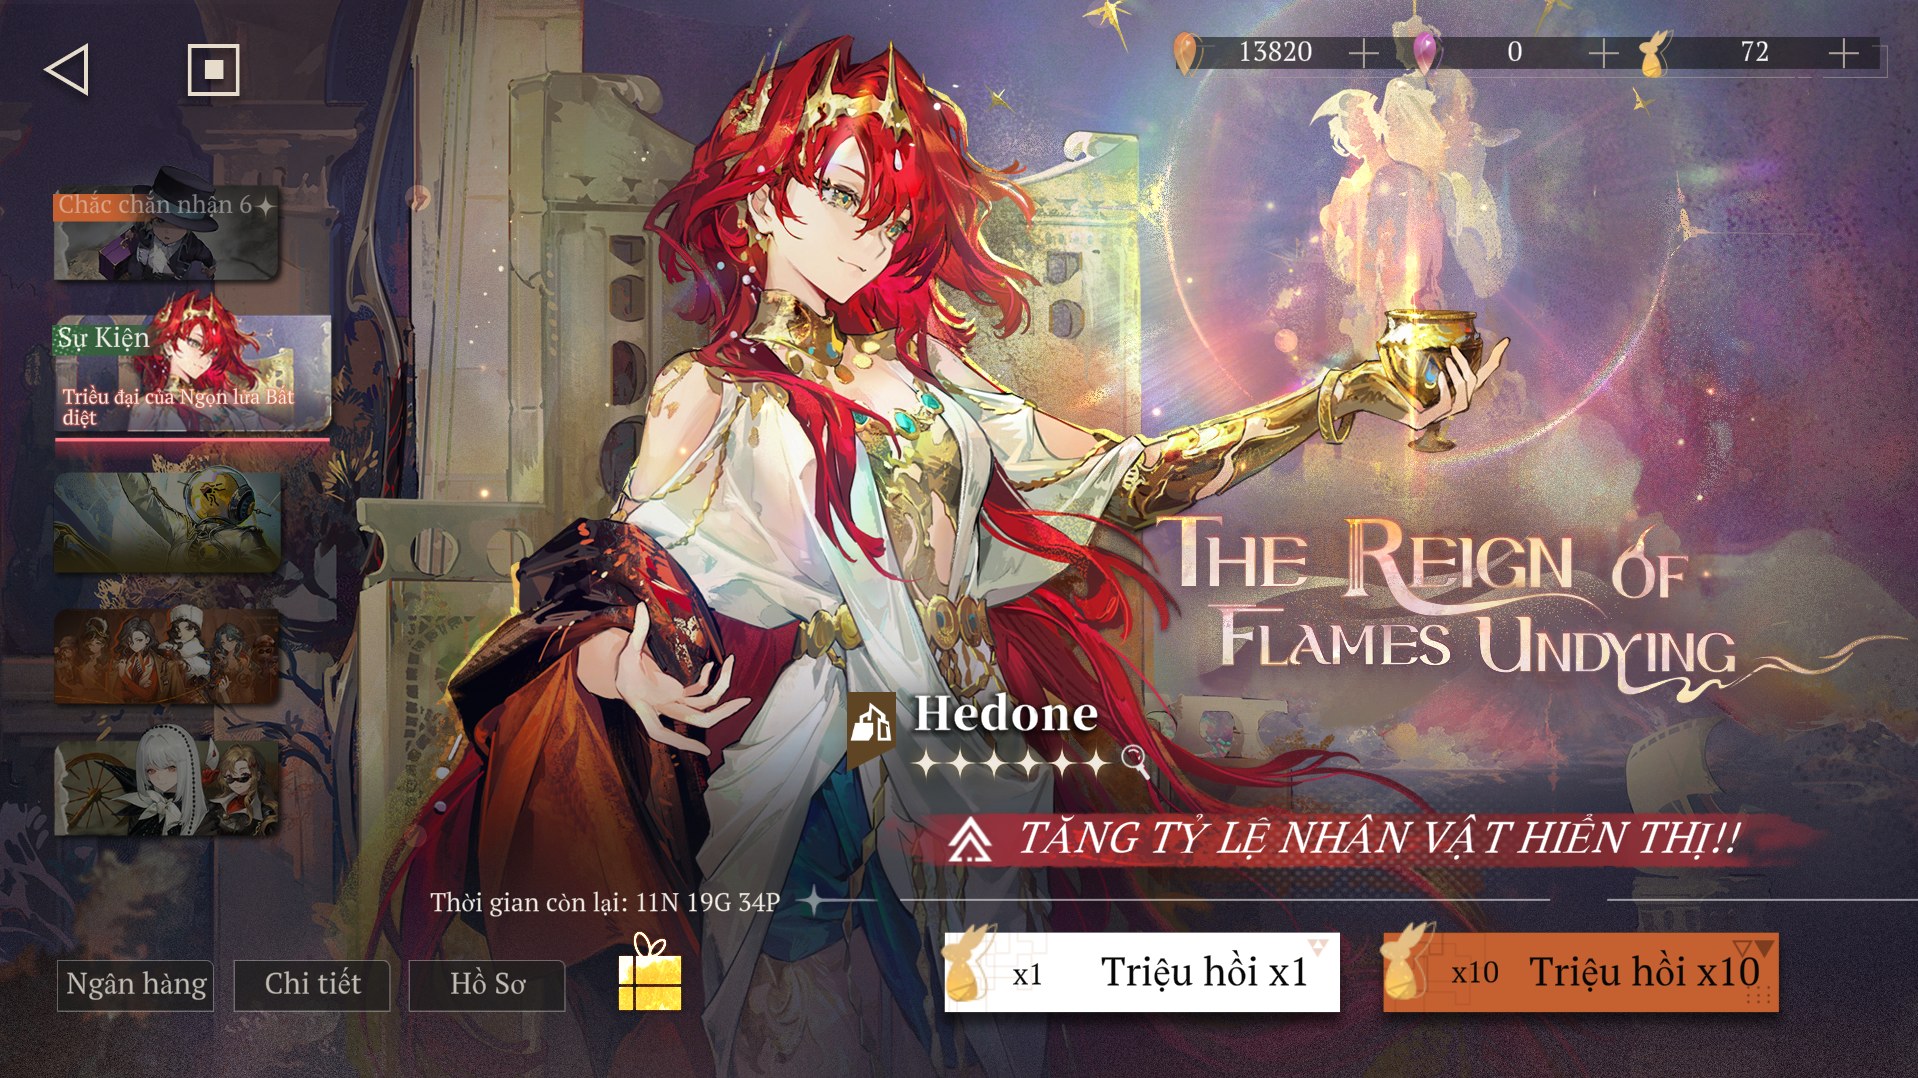 13820
0
72
Chắc chắn nhận 6
Sự Kiện
Triều đại của Ngọn lửa Bất
diệt
THE REIGN OF
FLAMES UNDYING
Hedone
TĂNG TỶ LỆ NHÂN VẬT HIỂN THỊ!!
Thời gian còn lại: 11N 19G 34P
Ngân hàng
Chi tiết
Hồ Sơ
x1 Triệu hồi x1
x10 Triệu hồi x10